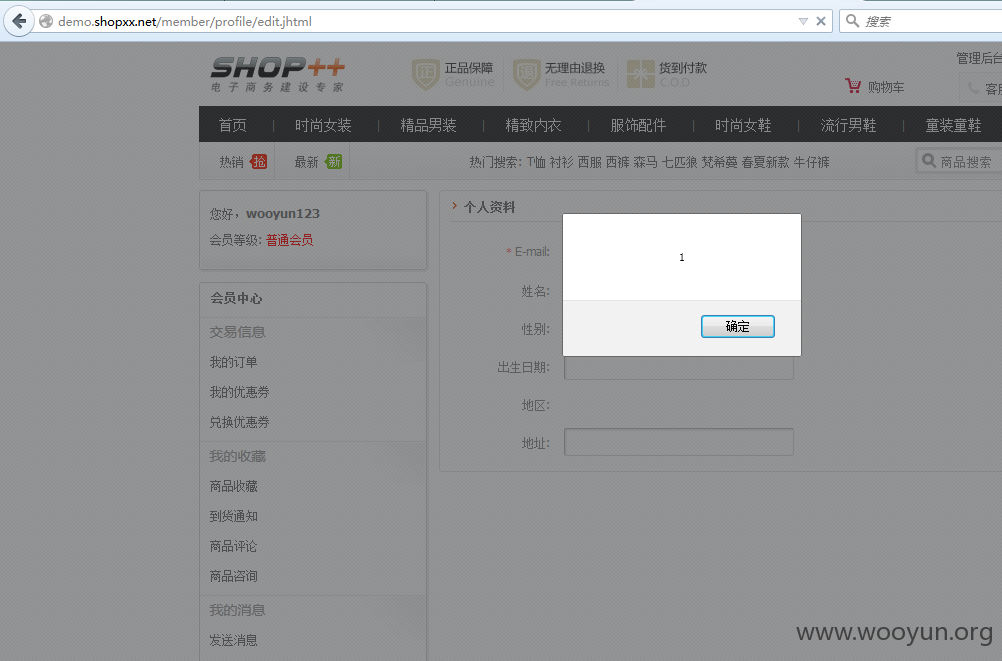 demo.shopxx.net/member/profile/edit.jhtml
搜索
SHOP++
电子商务建设专家
正 正品保障
Genuine
退 无理由退换
Free Returns
货到付款
C.O.D
管理后台
购物车
客服
首页 时尚女装 精品男装 精致内衣 服饰配件 时尚女鞋 流行男鞋 童装童鞋
热销 抢 最新 新 热门搜索: T恤 衬衫 西服 西裤 森马 七匹狼 梵希蔓 春夏新款 牛仔裤
商品搜索
您好，wooyun123
会员等级: 普通会员
个人资料
* E-mail:
姓名:
性别:
出生日期:
地区:
地址:
1
确定
会员中心
交易信息
我的订单
我的优惠券
兑换优惠券
我的收藏
商品收藏
到货通知
商品评论
商品咨询
我的消息
发送消息
www.wooyun.org